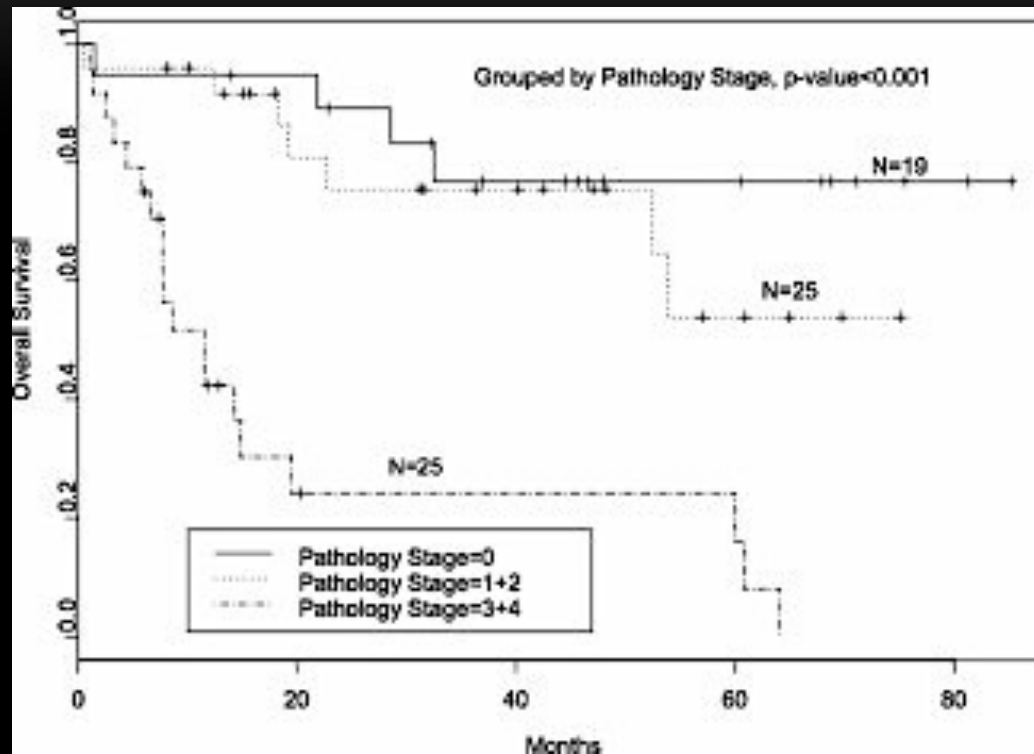 1.0
Grouped by Pathology Stage, p-value<0.001
0.8
N=19
0.6
N=25
Overall Survival
0.4
N=25
0.2
Pathology Stage=0
Pathology Stage=1+2
Pathology Stage=3+4
0.0
0 20 40 60 80
Months